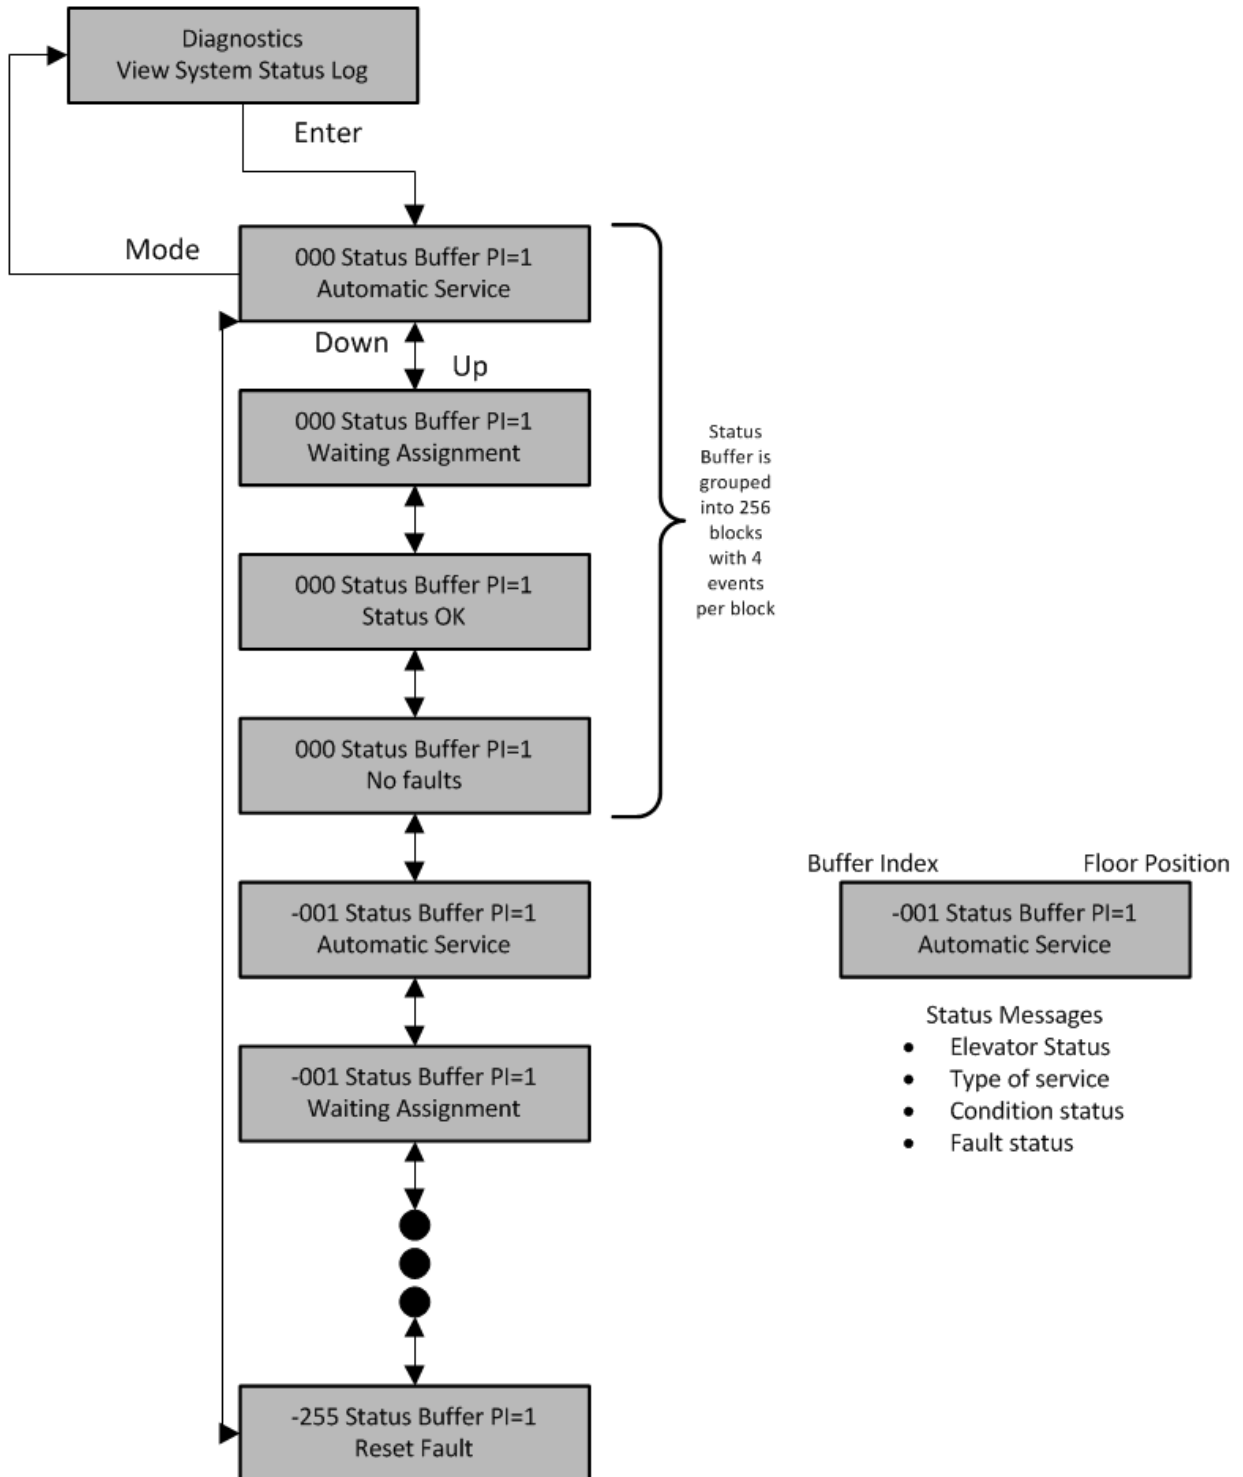 Diagnostics
View System Status Log
Enter
Mode
000 Status Buffer PI=1
Automatic Service
Down
Up
000 Status Buffer PI=1
Waiting Assignment
000 Status Buffer PI=1
Status OK
000 Status Buffer PI=1
No faults
Status
Buffer is
grouped
into 256
blocks
with 4
events
per block
-001 Status Buffer PI=1
Automatic Service
-001 Status Buffer PI=1
Waiting Assignment
-255 Status Buffer PI=1
Reset Fault
Buffer Index
Floor Position
-001 Status Buffer PI=1
Automatic Service
Status Messages
● Elevator Status
● Type of service
● Condition status
● Fault status